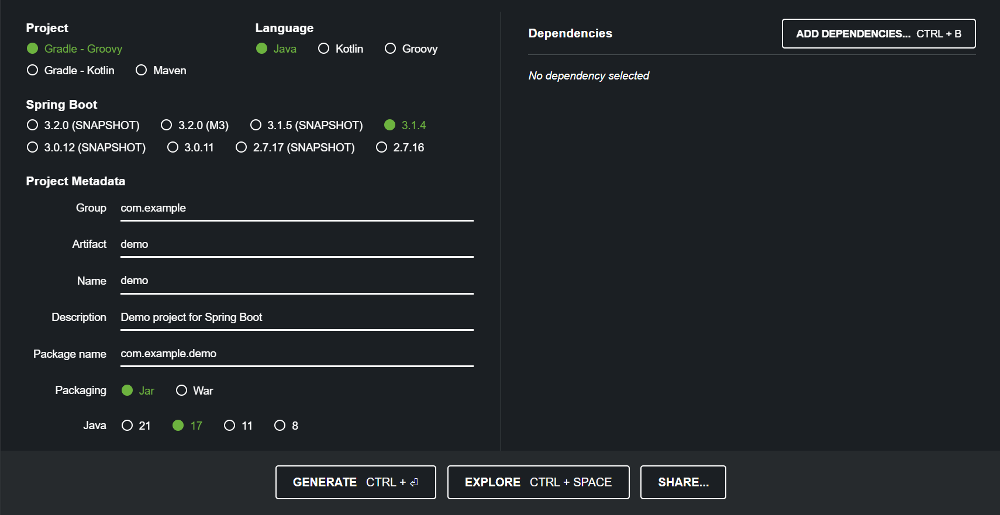 Project
Gradle - Groovy
Gradle - Kotlin Maven
Language
Java Kotlin Groovy
Spring Boot
3.2.0 (SNAPSHOT) 3.2.0 (M3) 3.1.5 (SNAPSHOT) 3.1.4
3.0.12 (SNAPSHOT) 3.0.11 2.7.17 (SNAPSHOT) 2.7.16
Project Metadata
Group com.example
Artifact demo
Name demo
Description Demo project for Spring Boot
Package name com.example.demo
Packaging Jar War
Java 21 17 11 8
Dependencies ADD DEPENDENCIES... CTRL + B
No dependency selected
GENERATE CTRL + ⏎ EXPLORE CTRL + SPACE SHARE...